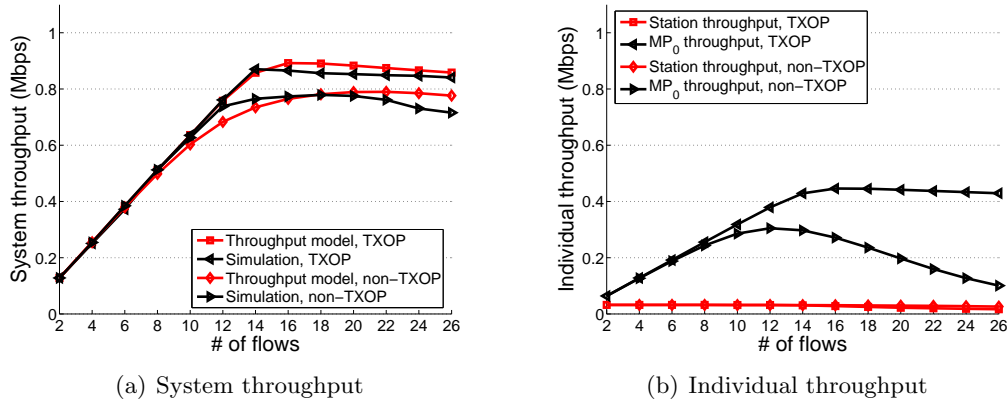 System throughput (Mbps)
1
0.8
0.6
0.4
0.2
0
2 4 6 8 10 12 14 16 18 20 22 24 26
# of flows
Throughput model, TXOP
Simulation, TXOP
Throughput model, non−TXOP
Simulation, non−TXOP
(a) System throughput
Individual throughput (Mbps)
1
0.8
0.6
0.4
0.2
0
2 4 6 8 10 12 14 16 18 20 22 24 26
# of flows
Station throughput, TXOP
MP0 throughput, TXOP
Station throughput, non−TXOP
MP0 throughput, non−TXOP
(b) Individual throughput